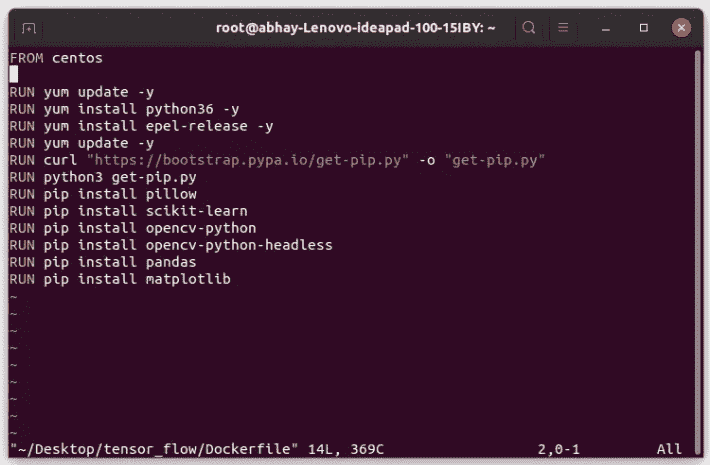 root@abhay-Lenovo-ideapad-100-15IBY: ~
FROM centos
RUN yum update -y
RUN yum install python36 -y
RUN yum install epel-release -y
RUN yum update -y
RUN curl "https://bootstrap.pypa.io/get-pip.py" -o "get-pip.py"
RUN python3 get-pip.py
RUN pip install pillow
RUN pip install scikit-learn
RUN pip install opencv-python
RUN pip install opencv-python-headless
RUN pip install pandas
RUN pip install matplotlib
~
~
~
~
~
~
~
~
~
"~/Desktop/tensor_flow/Dockerfile" 14L, 369C 2,0-1 All